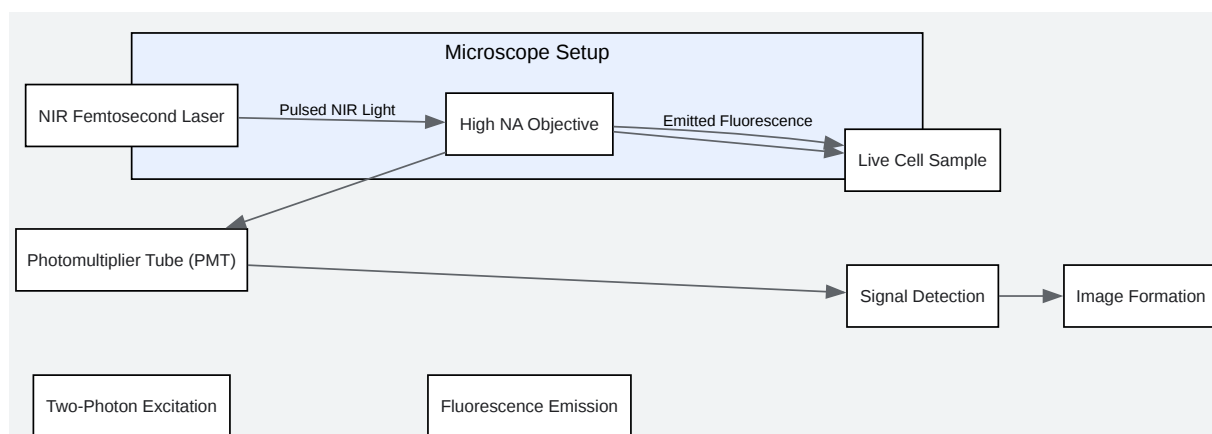 Microscope Setup
NIR Femtosecond Laser
Pulsed NIR Light
High NA Objective
Emitted Fluorescence
Live Cell Sample
Photomultiplier Tube (PMT)
Signal Detection
Image Formation
Two-Photon Excitation
Fluorescence Emission